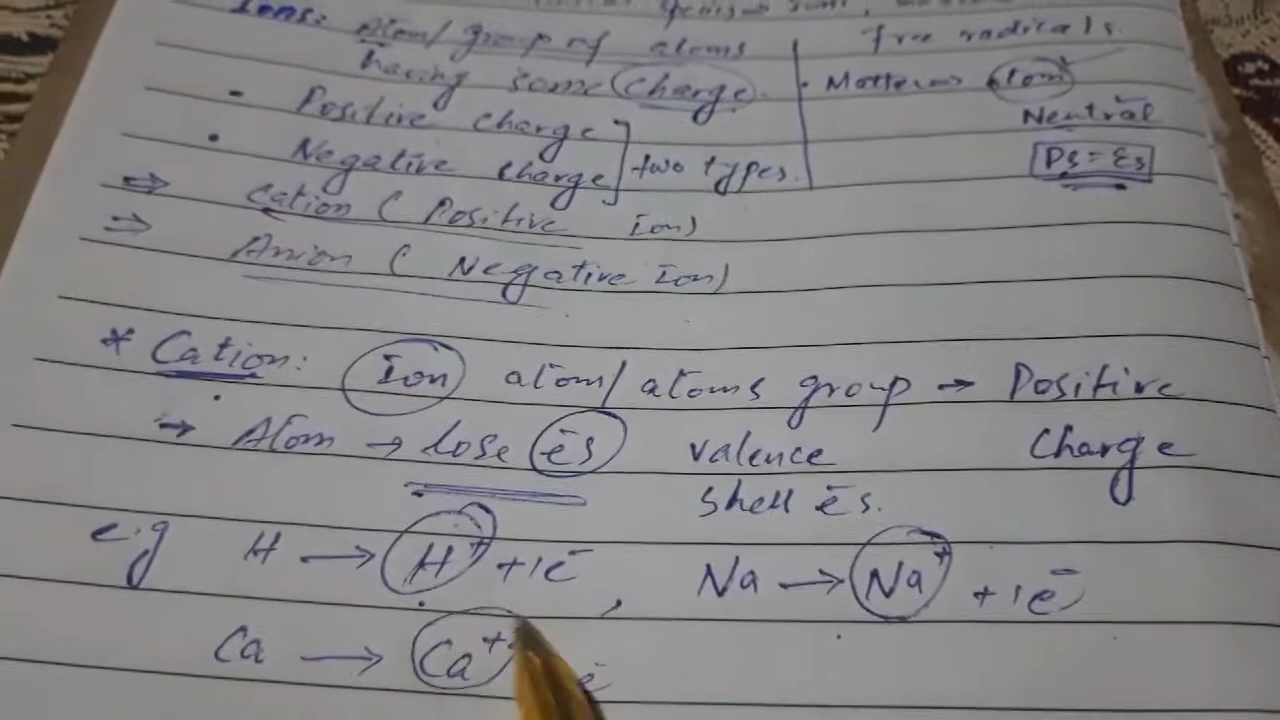 Ions: Atom/group of atoms
having some charge.
• Positive charge
• Negative charge] two types.
⇒ Cation ( Positive Ion)
⇒ Anion ( Negative Ion)
free radicals.
• Matter → atom
Neutral
Ps = Es
* Cation: Ion atom/atoms group → Positive
Charge
→ Atom → lose ēs valence
shell ēs.
e.g H → H⁺ + 1ē , Na → Na⁺ + 1ē
Ca → Ca⁺ ē